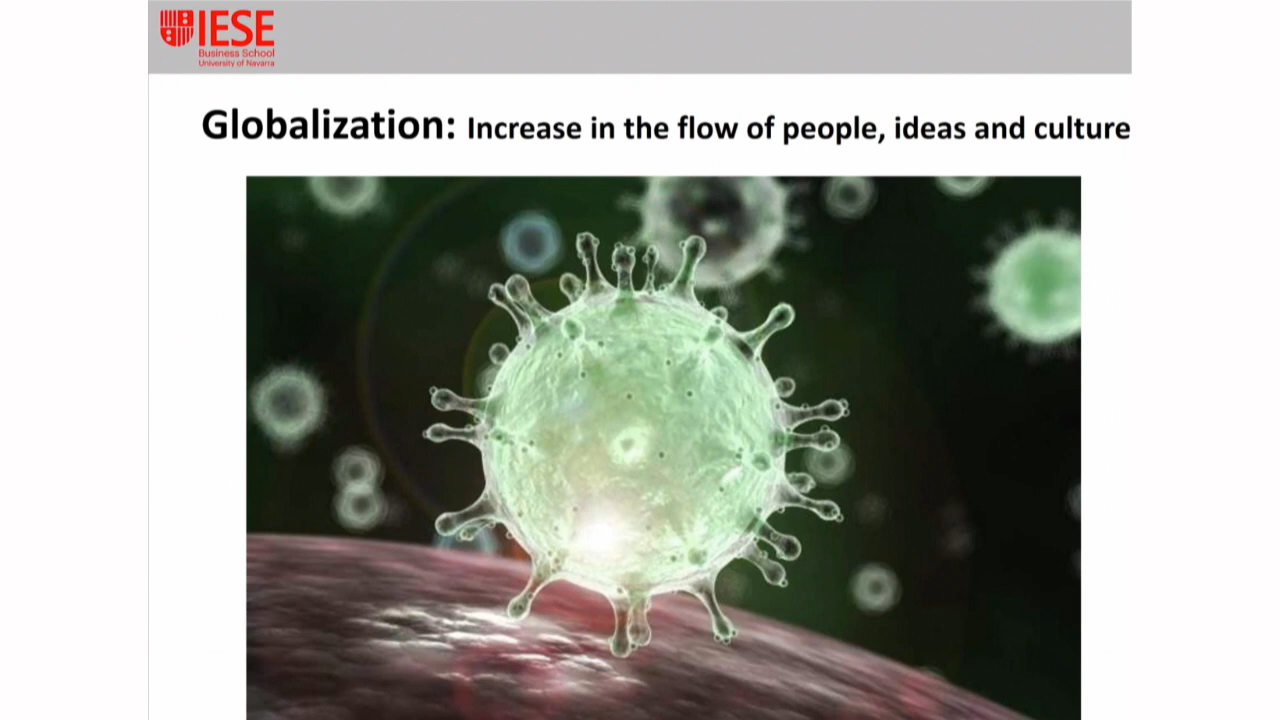 IESE
Business School
University of Navarra
Globalization: Increase in the flow of people, ideas and culture